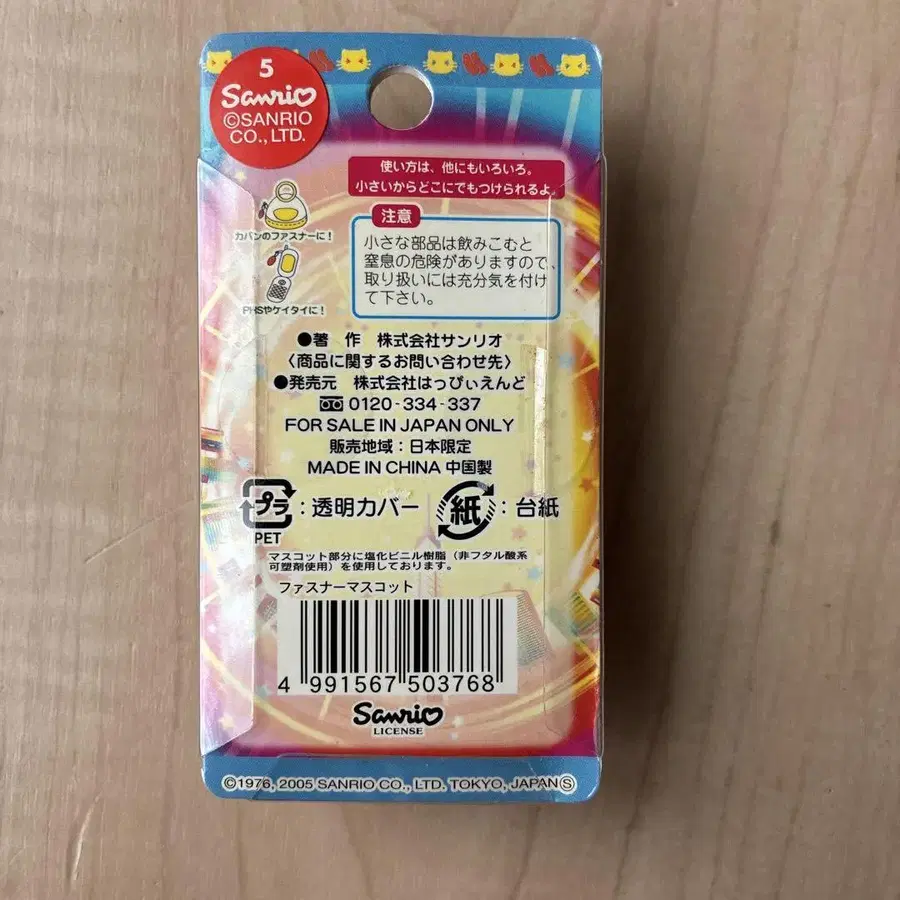 5
Sanrio
©SANRIO
CO., LTD.
使い方は、他にもいろいろ。
小さいからどこにでもつけられるよ。
カバンのファスナーに!
PHSやケイタイに!
注意
小さな部品は飲みこむと
窒息の危険がありますので、
取り扱いには充分気を付け
て下さい。
●著 作 株式会社サンリオ
〈商品に関するお問い合わせ先〉
●発売元 株式会社はっぴぃえんど
0120-334-337
FOR SALE IN JAPAN ONLY
販売地域:日本限定
MADE IN CHINA 中国製
プラ:透明カバー 紙:台紙
PET
マスコット部分に塩化ビニル樹脂(非フタル酸系
可塑剤使用)を使用しております。
ファスナーマスコット
4 991567 503768
Sanrio
LICENSE
©1976, 2005 SANRIO CO., LTD. TOKYO, JAPAN Ⓢ